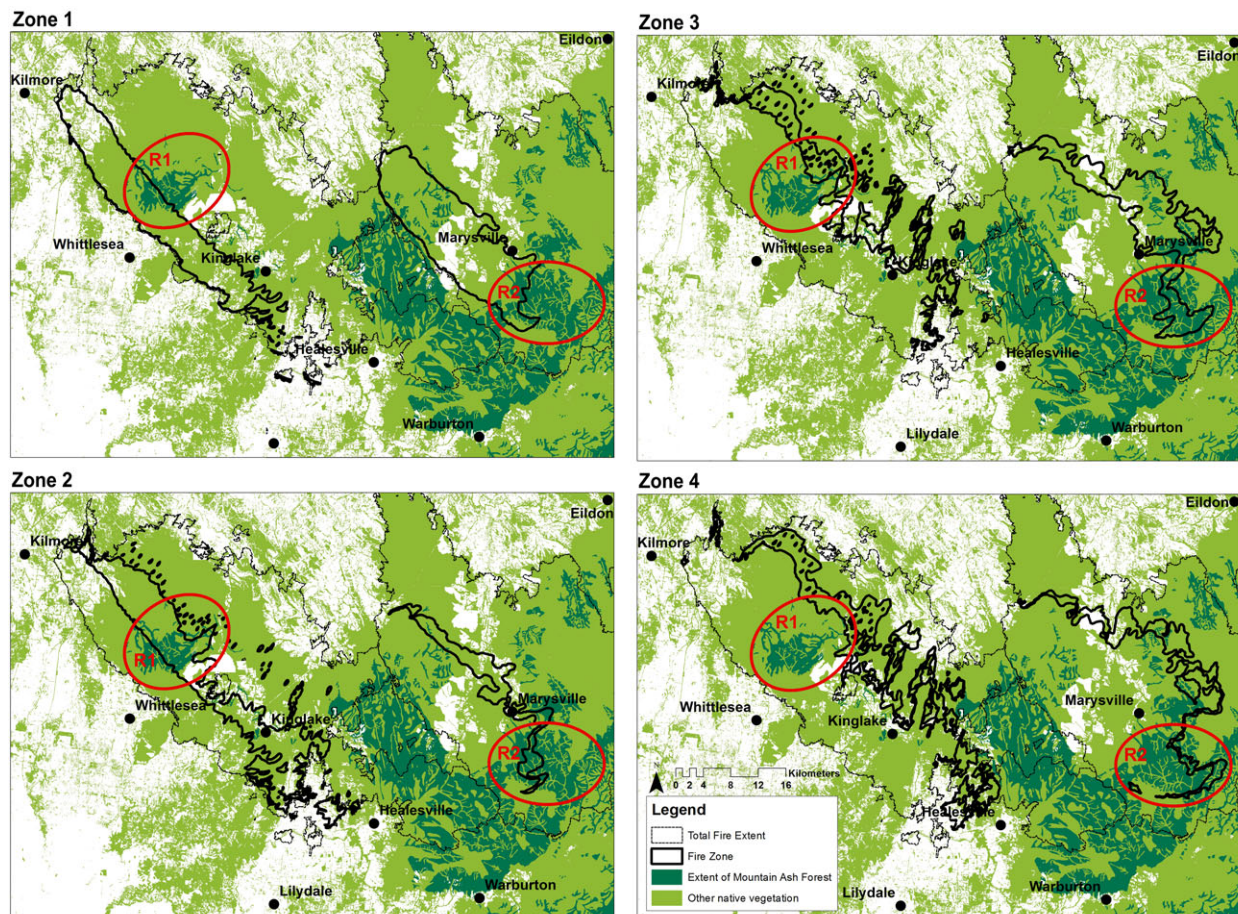 Zone 1
Eildon
Kilmore
R1
Whittlesea
Kinglake
Marysville
R2
Healesville
Warburton
Zone 3
Eildon
Kilmore
R1
Whittlesea
Kinglake
Marysville
R2
Healesville
Lilydale
Warburton
Zone 2
Eildon
Kilmore
R1
Whittlesea
Kinglake
Marysville
R2
Healesville
Lilydale
Warburton
Zone 4
Eildon
Kilmore
R1
Whittlesea
Kinglake
Marysville
R2
0 2 4 8 12 16 Kilometers
Healesville
Lilydale
Warburton
Legend
Total Fire Extent
Fire Zone
Extent of Mountain Ash Forest
Other native vegetation